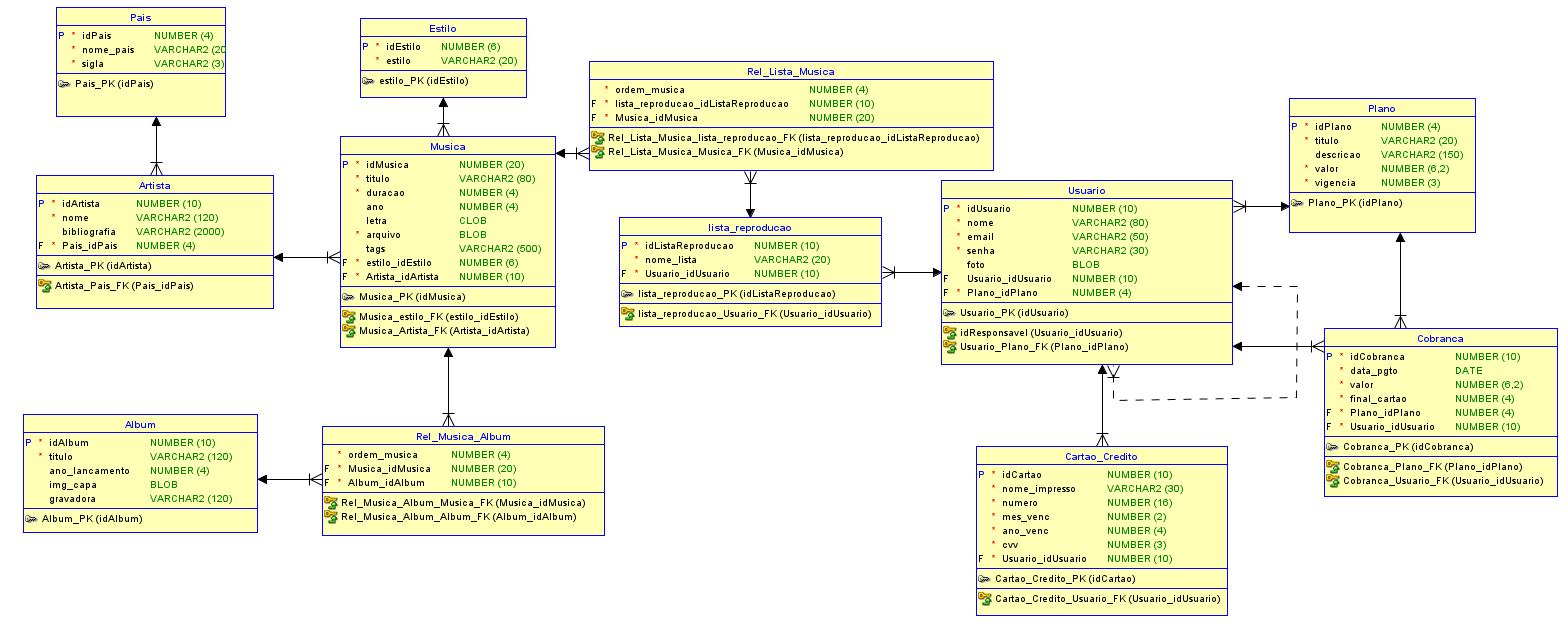 Pais
P * idPais NUMBER (4)
* nome_pais VARCHAR2 (20
* sigla VARCHAR2 (3)
Pais_PK (idPais)
Estilo
P * idEstilo NUMBER (6)
* estilo VARCHAR2 (20)
estilo_PK (idEstilo)
Rel_Lista_Musica
* ordem_musica NUMBER (4)
F * lista_reproducao_idListaReproducao NUMBER (10)
F * Musica_idMusica NUMBER (20)
Rel_Lista_Musica_lista_reproducao_FK (lista_reproducao_idListaReproducao)
Rel_Lista_Musica_Musica_FK (Musica_idMusica)
Plano
P * idPlano NUMBER (4)
* titulo VARCHAR2 (20)
descricao VARCHAR2 (150)
* valor NUMBER (6,2)
* vigencia NUMBER (3)
Plano_PK (idPlano)
Artista
P * idArtista NUMBER (10)
* nome VARCHAR2 (120)
bibliografia VARCHAR2 (2000)
F * Pais_idPais NUMBER (4)
Artista_PK (idArtista)
Artista_Pais_FK (Pais_idPais)
Musica
P * idMusica NUMBER (20)
* titulo VARCHAR2 (80)
* duracao NUMBER (4)
ano NUMBER (4)
letra CLOB
* arquivo BLOB
tags VARCHAR2 (500)
F * estilo_idEstilo NUMBER (6)
F * Artista_idArtista NUMBER (10)
Musica_PK (idMusica)
Musica_estilo_FK (estilo_idEstilo)
Musica_Artista_FK (Artista_idArtista)
lista_reproducao
P * idListaReproducao NUMBER (10)
* nome_lista VARCHAR2 (20)
F * Usuario_idUsuario NUMBER (10)
lista_reproducao_PK (idListaReproducao)
lista_reproducao_Usuario_FK (Usuario_idUsuario)
Usuario
P * idUsuario NUMBER (10)
* nome VARCHAR2 (80)
* email VARCHAR2 (50)
* senha VARCHAR2 (30)
foto BLOB
F Usuario_idUsuario NUMBER (10)
F * Plano_idPlano NUMBER (4)
Usuario_PK (idUsuario)
idResponsavel (Usuario_idUsuario)
Usuario_Plano_FK (Plano_idPlano)
Cobranca
P * idCobranca NUMBER (10)
* data_pgto DATE
* valor NUMBER (6,2)
* final_cartao NUMBER (4)
F * Plano_idPlano NUMBER (4)
F * Usuario_idUsuario NUMBER (10)
Cobranca_PK (idCobranca)
Cobranca_Plano_FK (Plano_idPlano)
Cobranca_Usuario_FK (Usuario_idUsuario)
Album
P * idAlbum NUMBER (10)
* titulo VARCHAR2 (120)
ano_lancamento NUMBER (4)
img_capa BLOB
gravadora VARCHAR2 (120)
Album_PK (idAlbum)
Rel_Musica_Album
* ordem_musica NUMBER (4)
F * Musica_idMusica NUMBER (20)
F * Album_idAlbum NUMBER (10)
Rel_Musica_Album_Musica_FK (Musica_idMusica)
Rel_Musica_Album_Album_FK (Album_idAlbum)
Cartao_Credito
P * idCartao NUMBER (10)
* nome_impresso VARCHAR2 (30)
* numero NUMBER (16)
* mes_venc NUMBER (2)
* ano_venc NUMBER (4)
* cvv NUMBER (3)
F * Usuario_idUsuario NUMBER (10)
Cartao_Credito_PK (idCartao)
Cartao_Credito_Usuario_FK (Usuario_idUsuario)